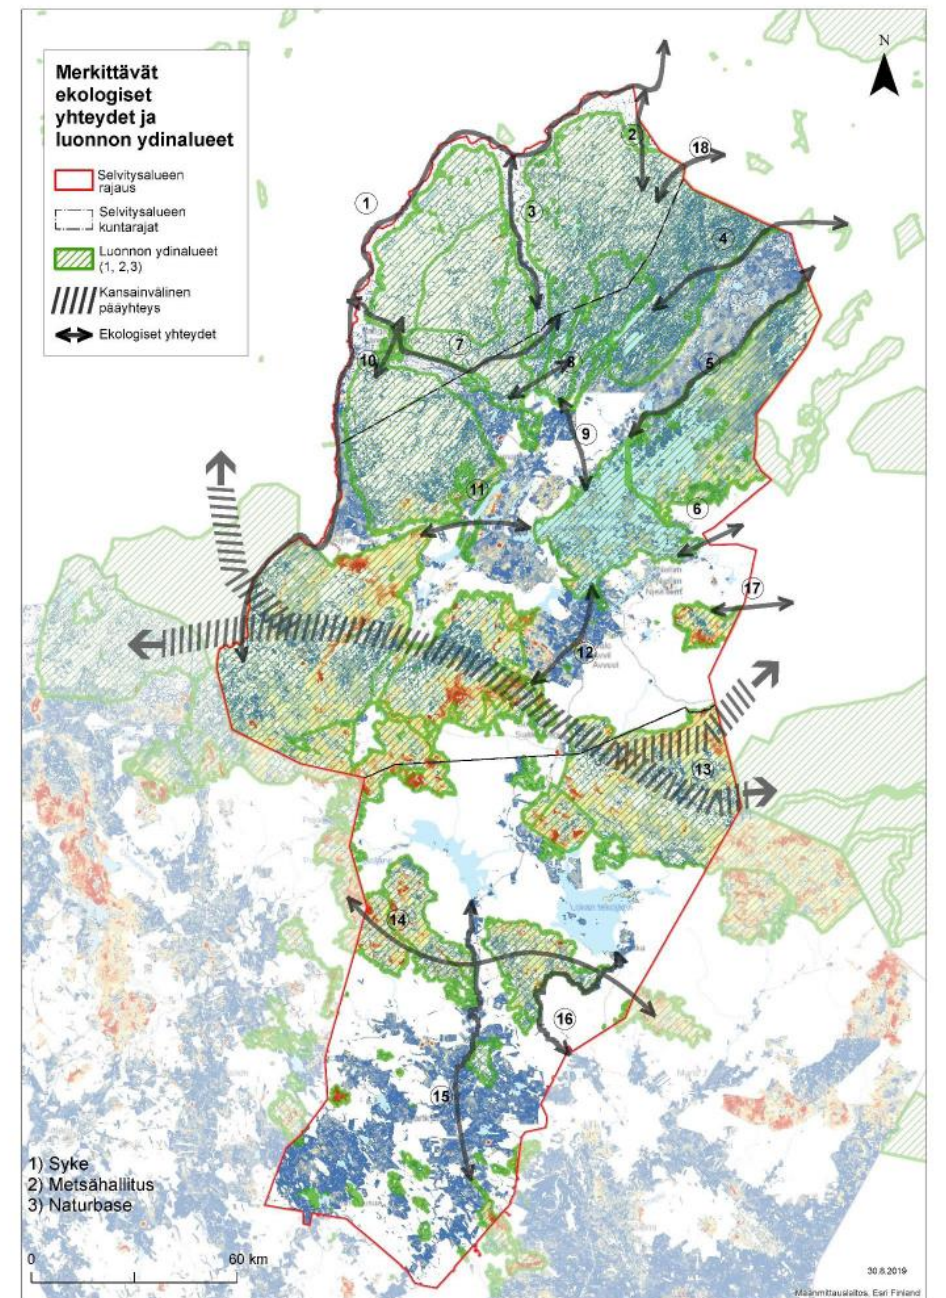 Merkittävät
ekologiset
yhteydet ja
luonnon ydinalueet
Selvitysalueen
rajaus
Selvitysalueen
kuntarajat
Luonnon ydinalueet
(1, 2,3)
Kansainvälinen
pääyhteys
Ekologiset yhteydet
N
2
18
1
3
4
7
10
8
5
9
11
6
17
12
13
14
16
15
1) Syke
2) Metsähallitus
3) Naturbase
0
60 km
30.8.2019
Maanmittauslaitos, Esri Finland